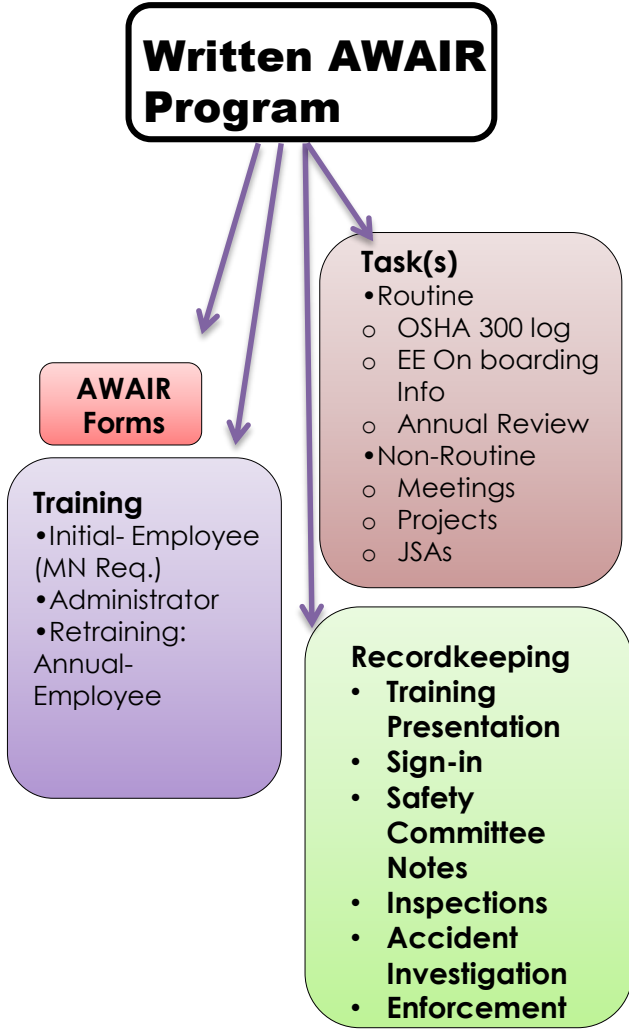 Written AWAIR
Program
Task(s)
•Routine
o OSHA 300 log
o EE On boarding
Info
o Annual Review
•Non-Routine
o Meetings
o Projects
o JSAs
AWAIR
Forms
Training
•Initial- Employee
(MN Req.)
•Administrator
•Retraining:
Annual-
Employee
Recordkeeping
• Training
Presentation
• Sign-in
• Safety
Committee
Notes
• Inspections
• Accident
Investigation
• Enforcement